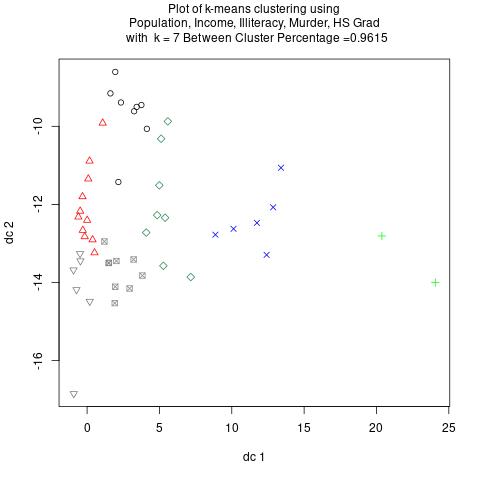 Plot of k-means clustering using
Population, Income, Illiteracy, Murder, HS Grad
with k = 7 Between Cluster Percentage =0.9615
-10
-12
-14
-16
dc 2
0 5 10 15 20 25
dc 1